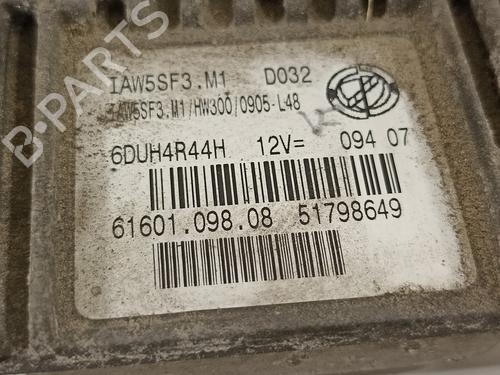 B-PARTS
IAW5SF3.M1 D032
IAW5SF3.M1/HW300/0905-L48
6DUH4R44H 12V= 094 07
61601.098.08 51798649